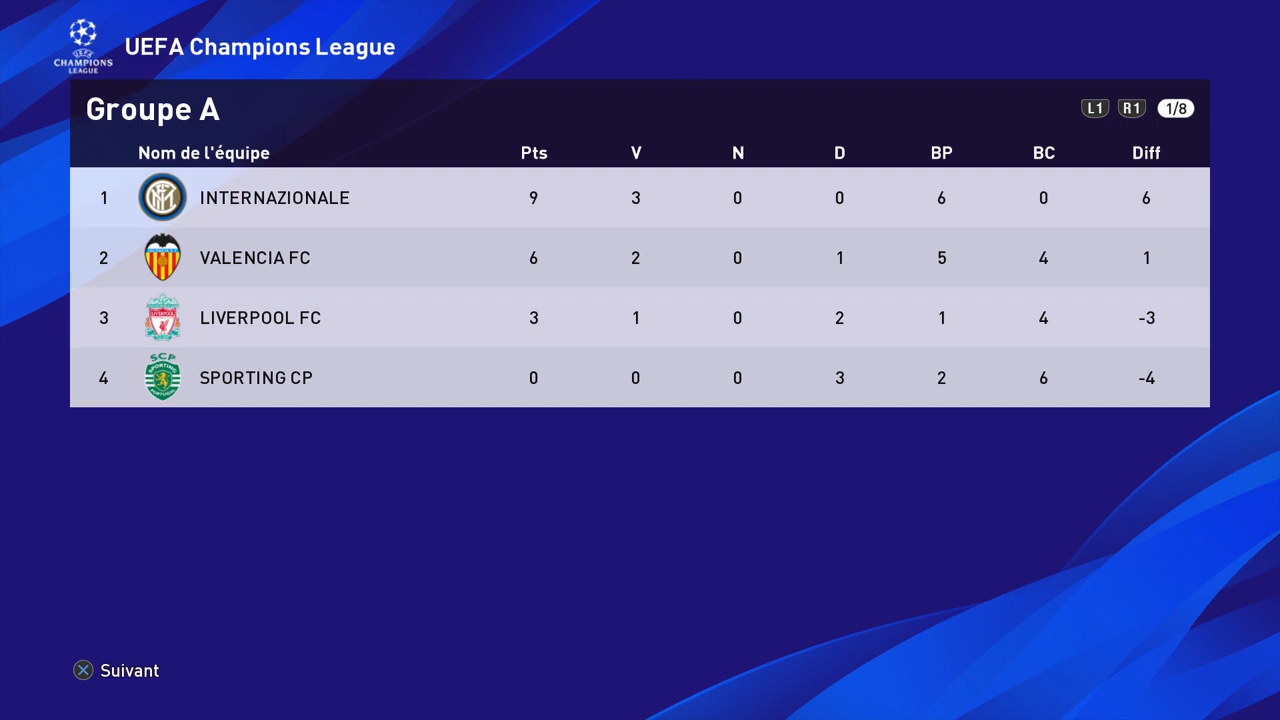 UEFA
CHAMPIONS
LEAGUE
UEFA Champions League
Groupe A
L1 R1 1/8
Nom de l'équipe Pts V N D BP BC Diff
1 INTERNAZIONALE 9 3 0 0 6 0 6
2 VALENCIA FC 6 2 0 1 5 4 1
3 LIVERPOOL FC 3 1 0 2 1 4 -3
SCP
SPORTING
PORTUGAL
4 SPORTING CP 0 0 0 3 2 6 -4
Suivant